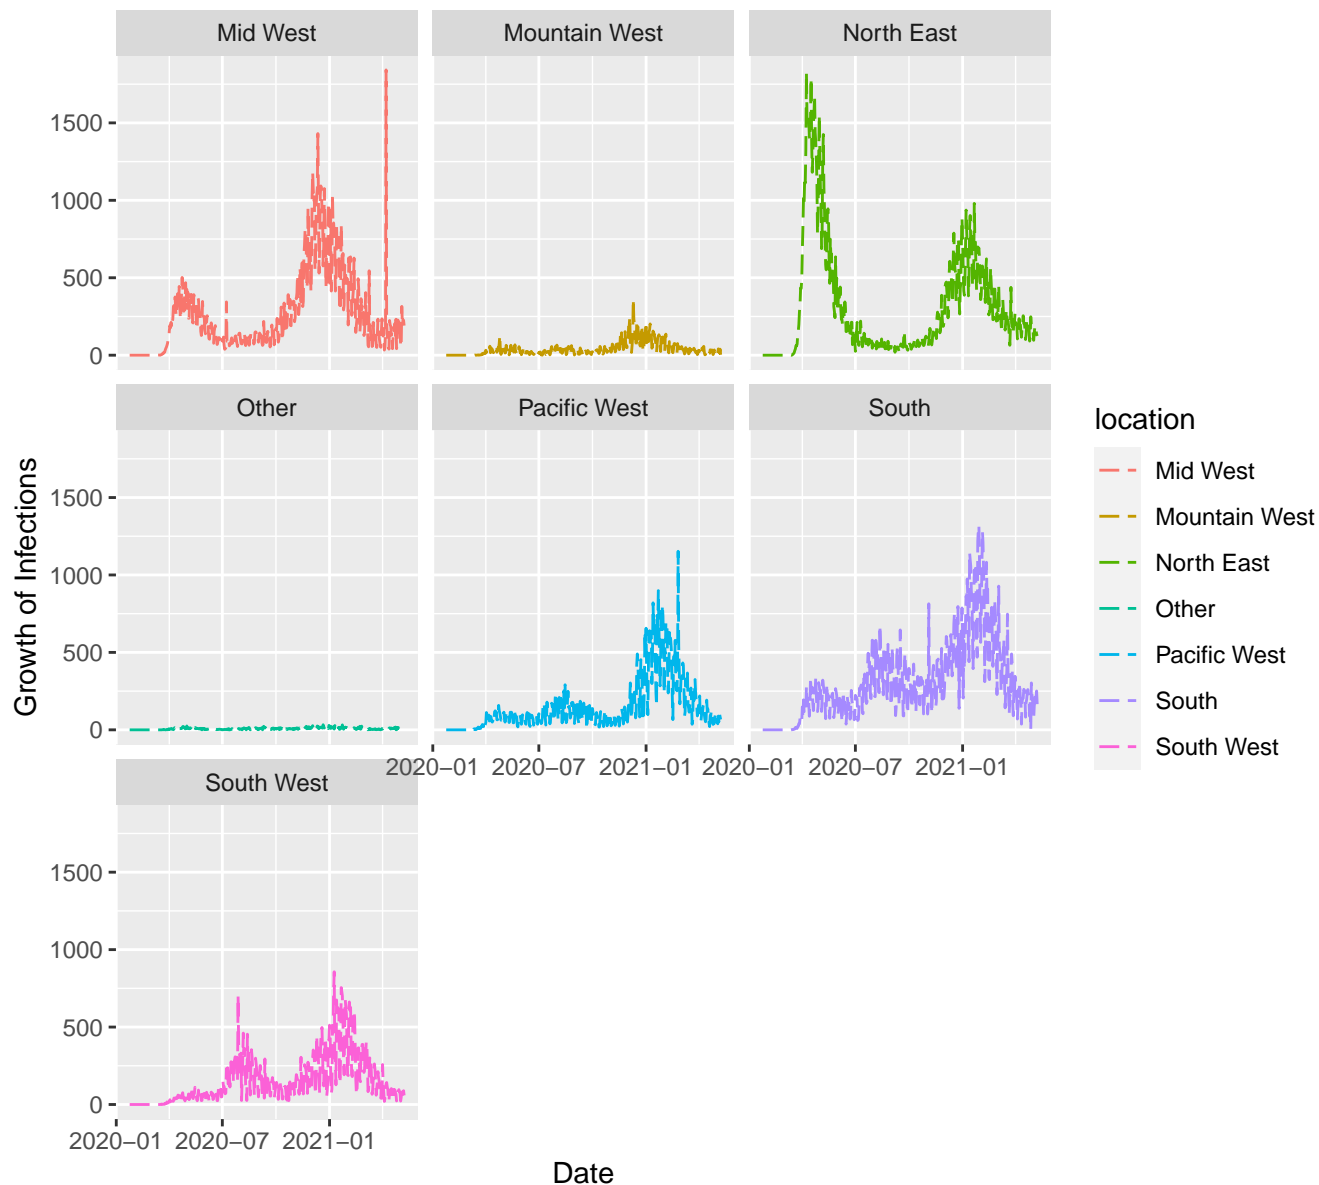 Mid West
Mountain West
North East
1500
1000
500
0
Other
Pacific West
South
1500
1000
500
0
2020−01
2020−07
2021−01
2020−01
2020−07
2021−01
South West
1500
1000
500
0
2020−01
2020−07
2021−01
Date
Growth of Infections
location
Mid West
Mountain West
North East
Other
Pacific West
South
South West